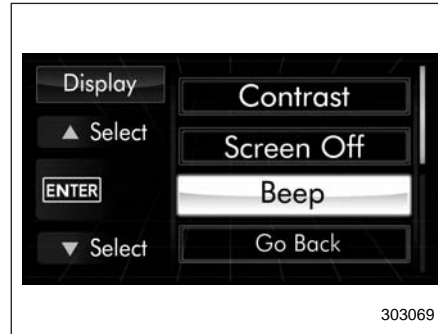 Display
▲ Select
ENTER
▼ Select
Contrast
Screen Off
Beep
Go Back
303069